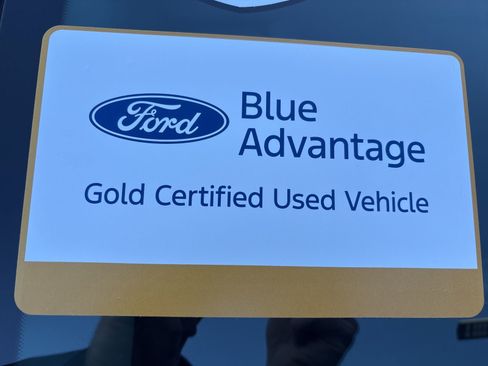 Ford
Blue
Advantage
Gold Certified Used Vehicle